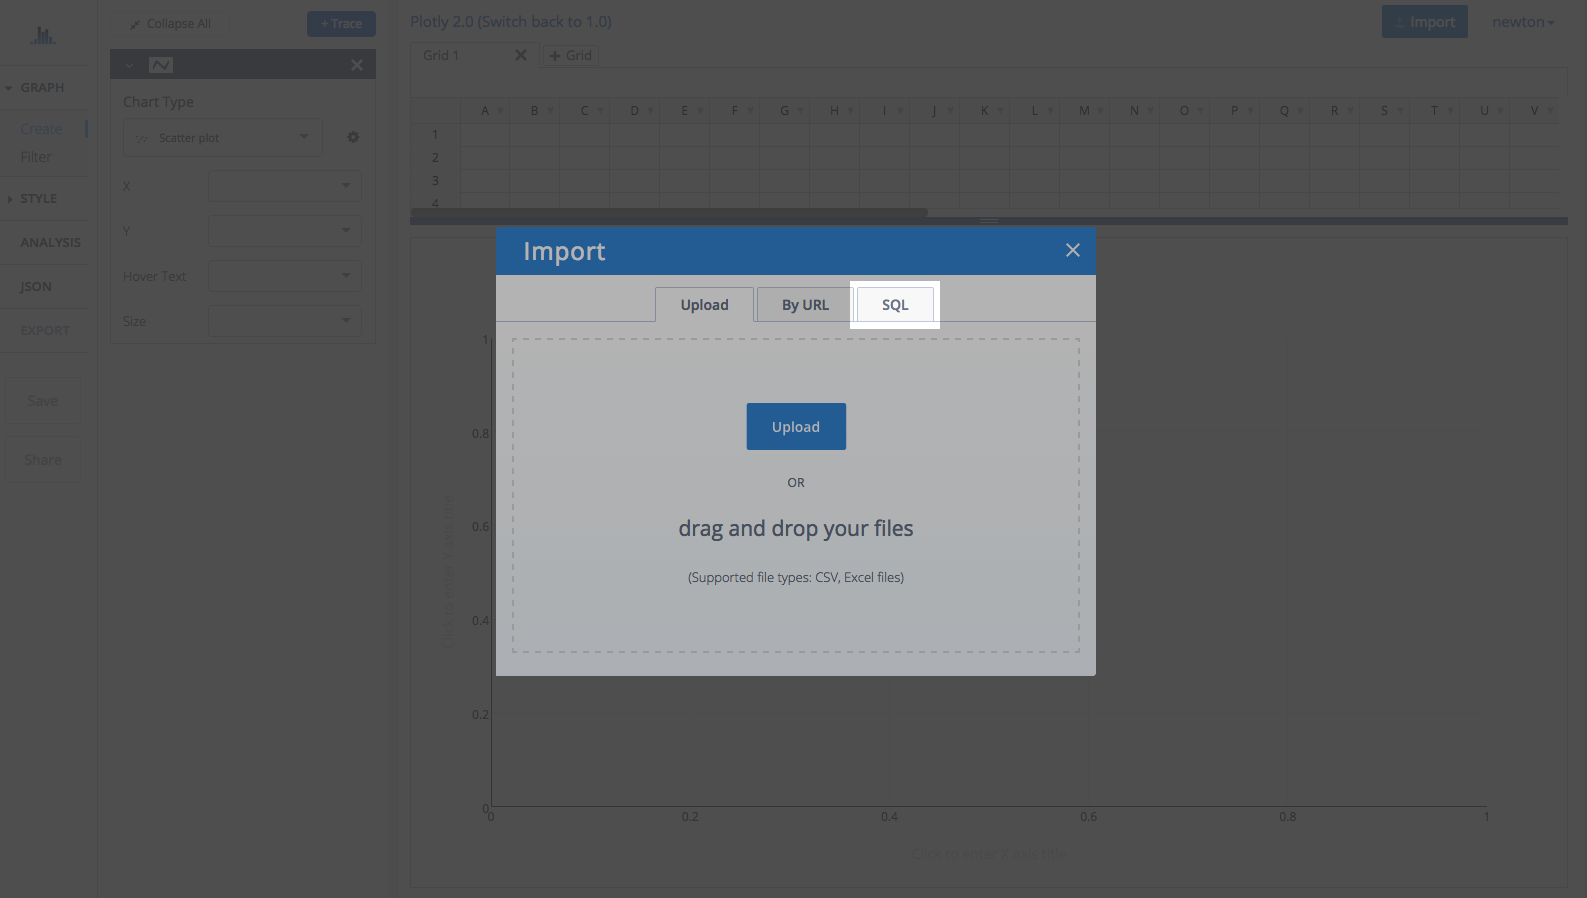 Collapse All
+ Trace
Plotly 2.0 (Switch back to 1.0)
Import
newton
Grid 1
+ Grid
GRAPH
Create
Filter
STYLE
ANALYSIS
JSON
EXPORT
Save
Share
Chart Type
Scatter plot
X
Y
Hover Text
Size
A B C D E F G H I J K L M N O P Q R S T U V
1
2
3
4
Import
Upload
By URL
SQL
Upload
OR
drag and drop your files
(Supported file types: CSV, Excel files)
1
0.8
0.6
0.4
0.2
0
0 0.2 0.4 0.6 0.8 1
Click to enter Y axis title
Click to enter X axis title